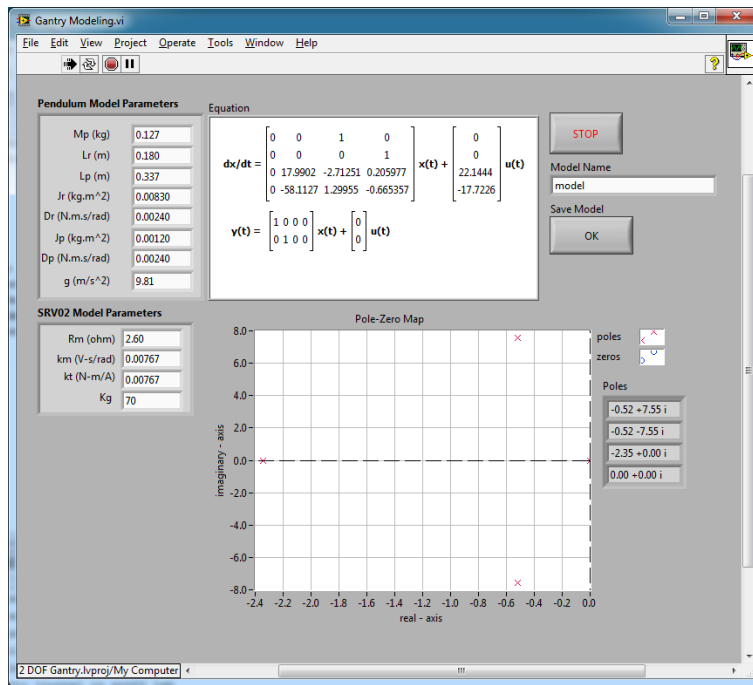 Gantry Modeling.vi
File Edit View Project Operate Tools Window Help
?
Pendulum Model Parameters
Mp (kg) 0.127
Lr (m) 0.180
Lp (m) 0.337
Jr (kg.m^2) 0.00830
Dr (N.m.s/rad) 0.00240
Jp (kg.m^2) 0.00120
Dp (N.m.s/rad) 0.00240
g (m/s^2) 9.81
SRV02 Model Parameters
Rm (ohm) 2.60
km (V-s/rad) 0.00767
kt (N-m/A) 0.00767
Kg 70
Equation
0 0 1 0 0
0 0 0 1 0
dx/dt = x(t) + u(t)
0 17.9902 -2.71251 0.205977 22.1444
0 -58.1127 1.29955 -0.665357 -17.7226
1 0 0 0 0
y(t) = x(t) + u(t)
0 1 0 0 0
STOP
Model Name
model
Save Model
OK
Pole-Zero Map
8.0
6.0
4.0
2.0
0.0
-2.0
-4.0
-6.0
-8.0
imaginary - axis
-2.4 -2.2 -2.0 -1.8 -1.6 -1.4 -1.2 -1.0 -0.8 -0.6 -0.4 -0.2 0.0
real - axis
poles
zeros
Poles
-0.52 +7.55 i
-0.52 -7.55 i
-2.35 +0.00 i
0.00 +0.00 i
2 DOF Gantry.lvproj/My Computer